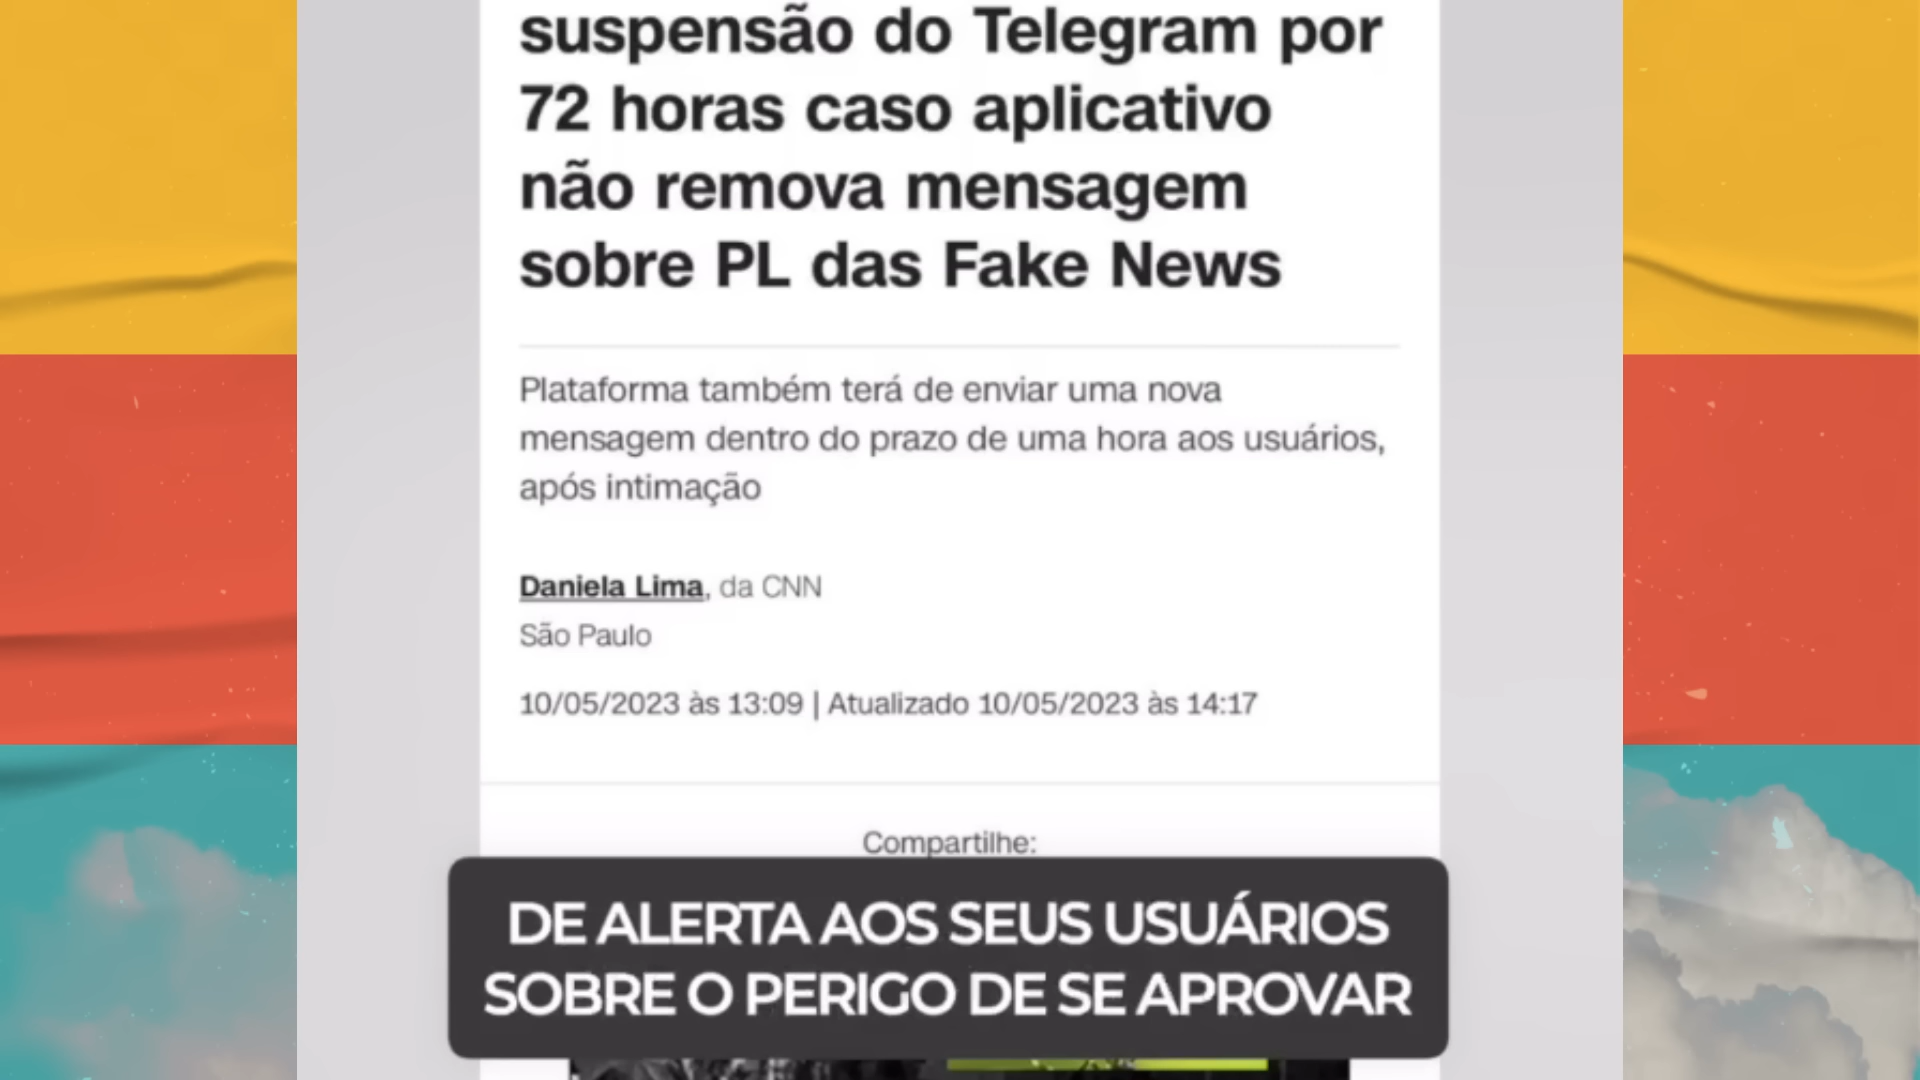 suspensão do Telegram por
72 horas caso aplicativo
não remova mensagem
sobre PL das Fake News
Plataforma também terá de enviar uma nova
mensagem dentro do prazo de uma hora aos usuários,
após intimação
Daniela Lima, da CNN
São Paulo
10/05/2023 às 13:09 | Atualizado 10/05/2023 às 14:17
Compartilhe:
DE ALERTA AOS SEUS USUÁRIOS
SOBRE O PERIGO DE SE APROVAR